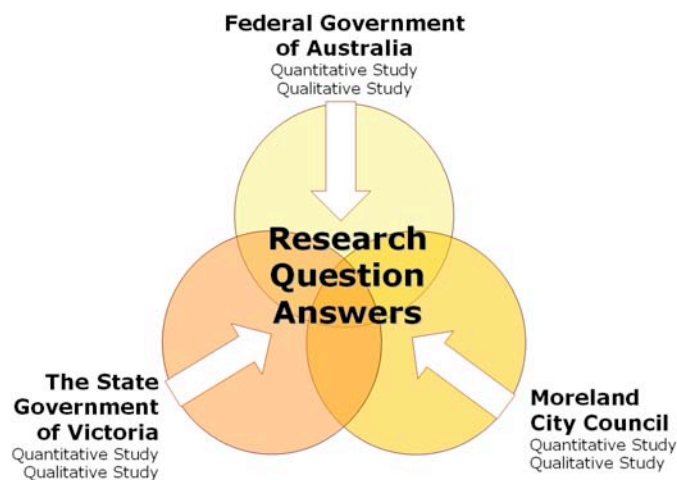 Federal Government
of Australia
Quantitative Study
Qualitative Study
Research
Question
Answers
The State
Government
of Victoria
Quantitative Study
Qualitative Study
Moreland
City Council
Quantitative Study
Qualitative Study